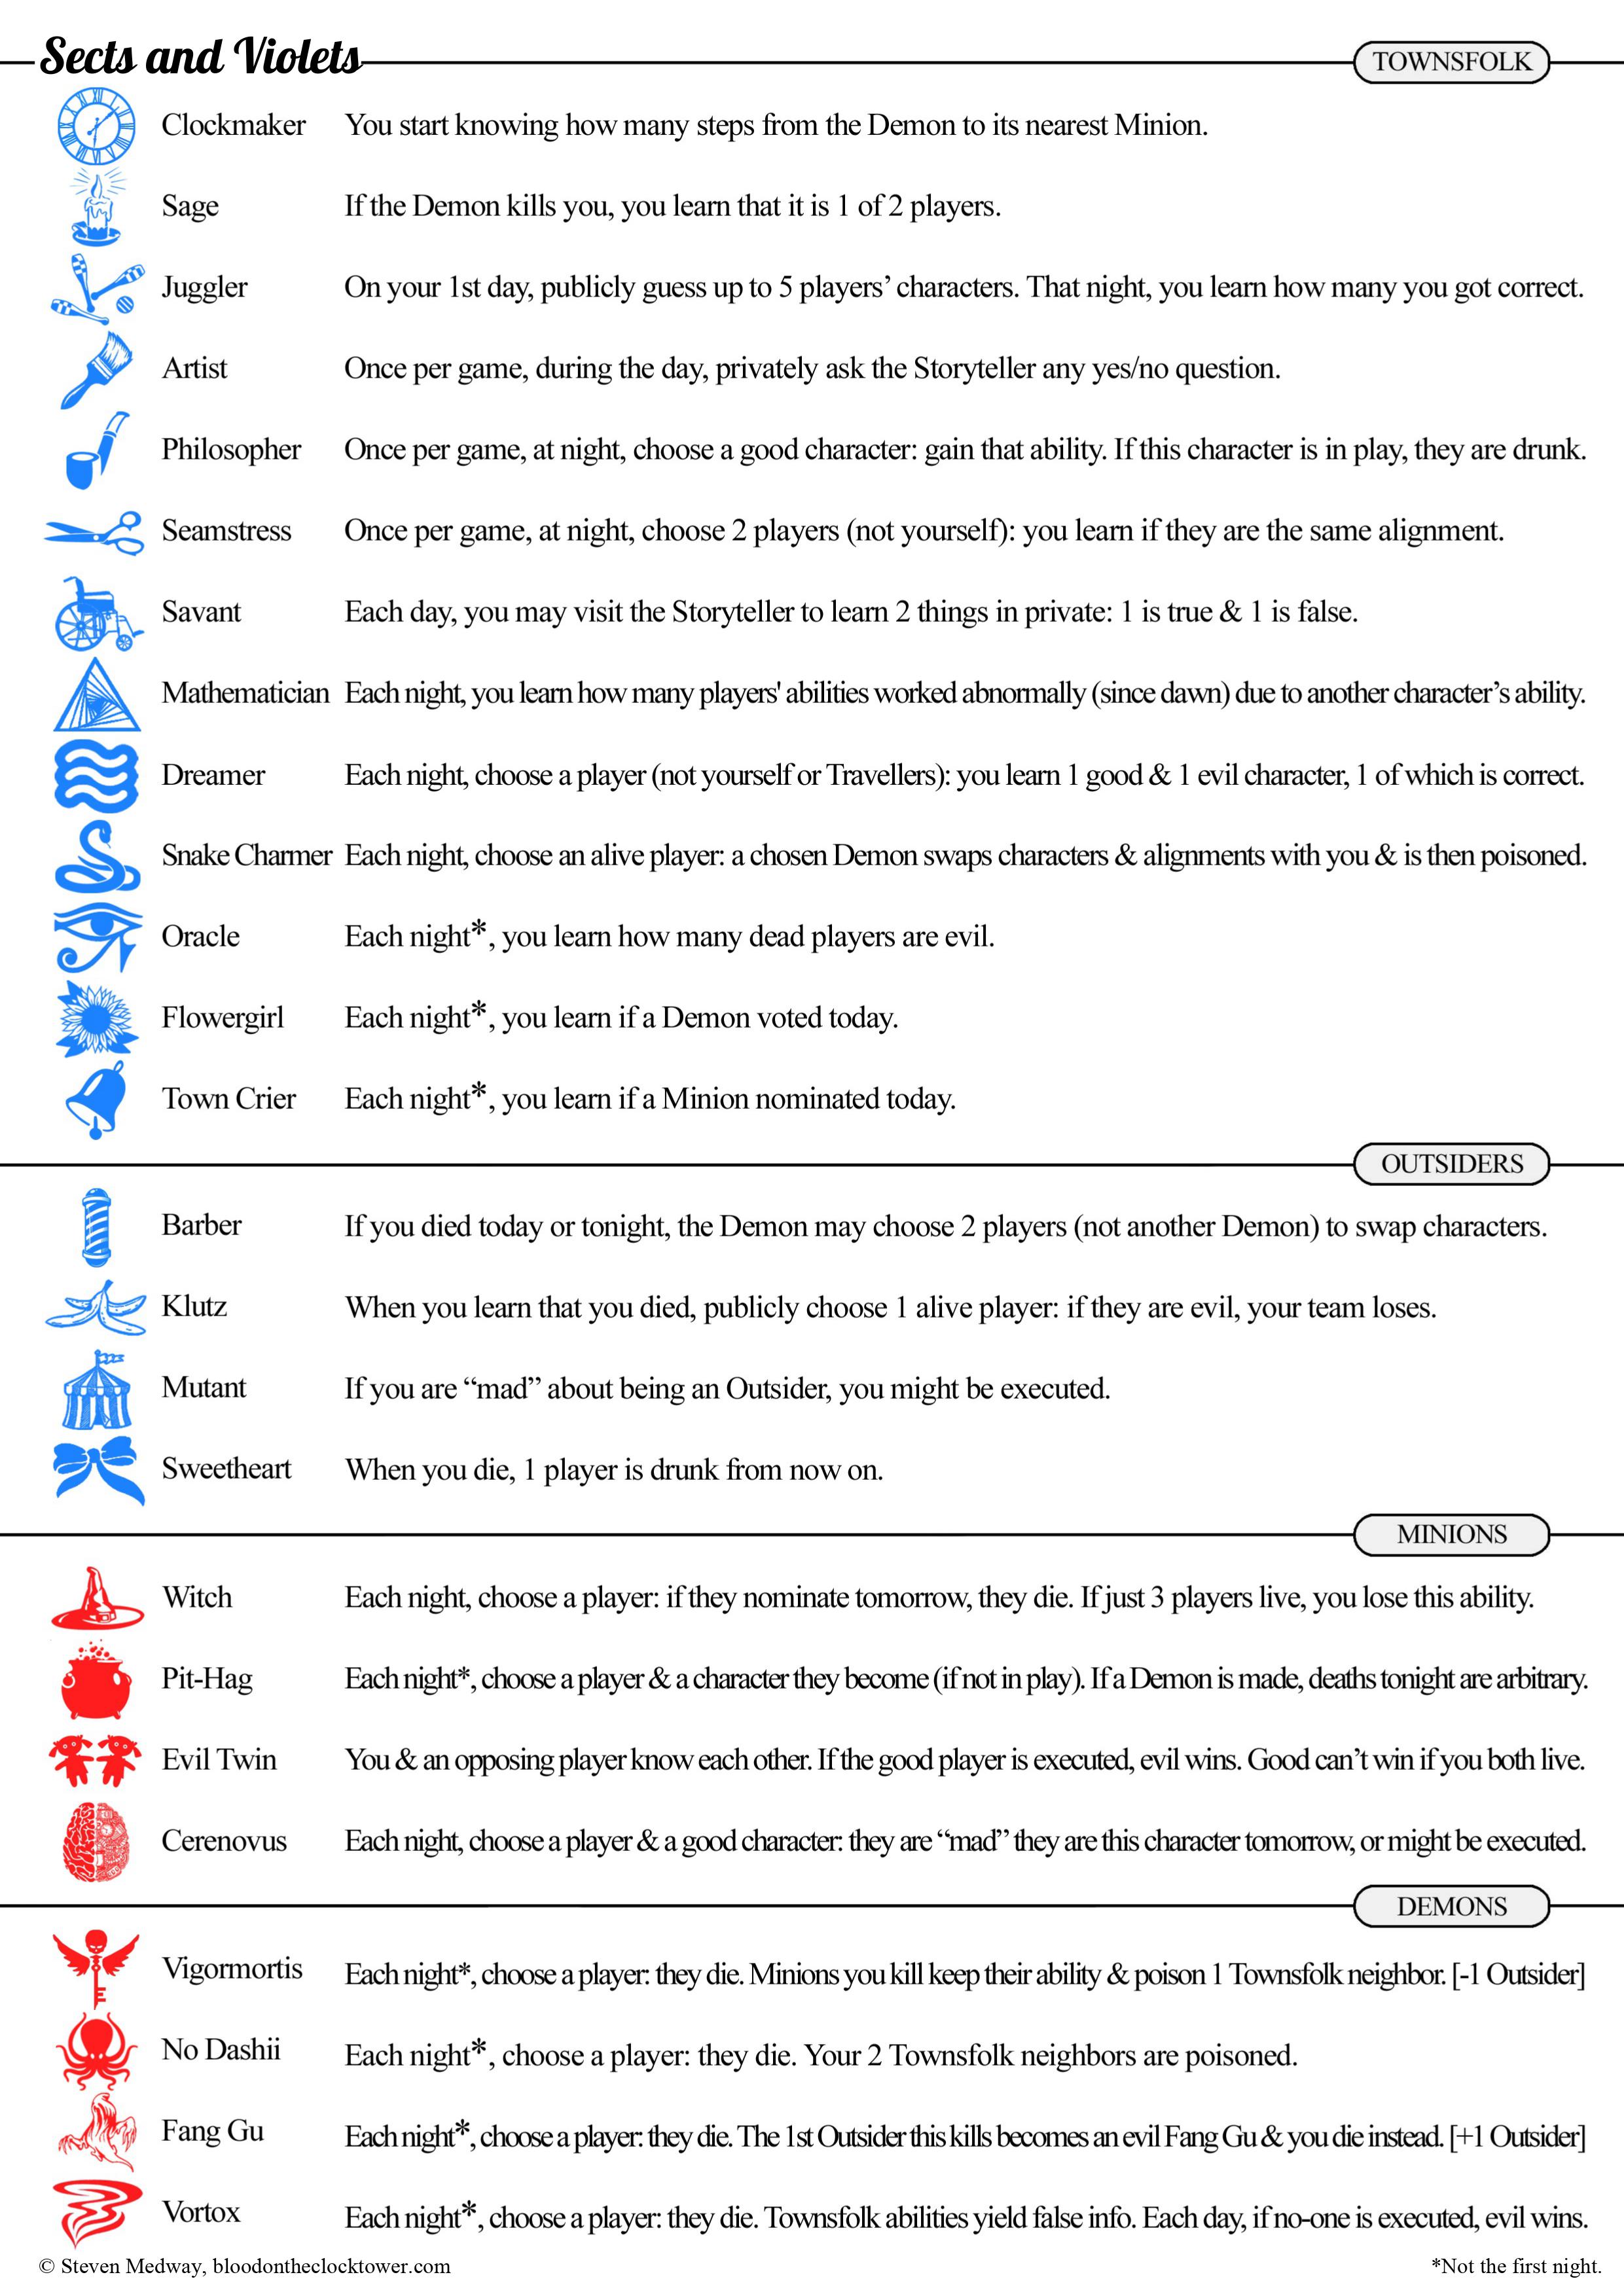 Sects and Violets
TOWNSFOLK
Clockmaker You start knowing how many steps from the Demon to its nearest Minion.
Sage If the Demon kills you, you learn that it is 1 of 2 players.
Juggler On your 1st day, publicly guess up to 5 players’ characters. That night, you learn how many you got correct.
Artist Once per game, during the day, privately ask the Storyteller any yes/no question.
Philosopher Once per game, at night, choose a good character: gain that ability. If this character is in play, they are drunk.
Seamstress Once per game, at night, choose 2 players (not yourself): you learn if they are the same alignment.
Savant Each day, you may visit the Storyteller to learn 2 things in private: 1 is true & 1 is false.
Mathematician Each night, you learn how many players' abilities worked abnormally (since dawn) due to another character’s ability.
Dreamer Each night, choose a player (not yourself or Travellers): you learn 1 good & 1 evil character, 1 of which is correct.
Snake Charmer Each night, choose an alive player: a chosen Demon swaps characters & alignments with you & is then poisoned.
Oracle Each night*, you learn how many dead players are evil.
Flowergirl Each night*, you learn if a Demon voted today.
Town Crier Each night*, you learn if a Minion nominated today.
OUTSIDERS
Barber If you died today or tonight, the Demon may choose 2 players (not another Demon) to swap characters.
Klutz When you learn that you died, publicly choose 1 alive player: if they are evil, your team loses.
Mutant If you are “mad” about being an Outsider, you might be executed.
Sweetheart When you die, 1 player is drunk from now on.
MINIONS
Witch Each night, choose a player: if they nominate tomorrow, they die. If just 3 players live, you lose this ability.
Pit-Hag Each night*, choose a player & a character they become (if not in play). If a Demon is made, deaths tonight are arbitrary.
Evil Twin You & an opposing player know each other. If the good player is executed, evil wins. Good can’t win if you both live.
Cerenovus Each night, choose a player & a good character: they are “mad” they are this character tomorrow, or might be executed.
DEMONS
Vigormortis Each night*, choose a player: they die. Minions you kill keep their ability & poison 1 Townsfolk neighbor. [-1 Outsider]
No Dashii Each night*, choose a player: they die. Your 2 Townsfolk neighbors are poisoned.
Fang Gu Each night*, choose a player: they die. The 1st Outsider this kills becomes an evil Fang Gu & you die instead. [+1 Outsider]
Vortox Each night*, choose a player: they die. Townsfolk abilities yield false info. Each day, if no-one is executed, evil wins.
© Steven Medway, bloodontheclocktower.com
*Not the first night.